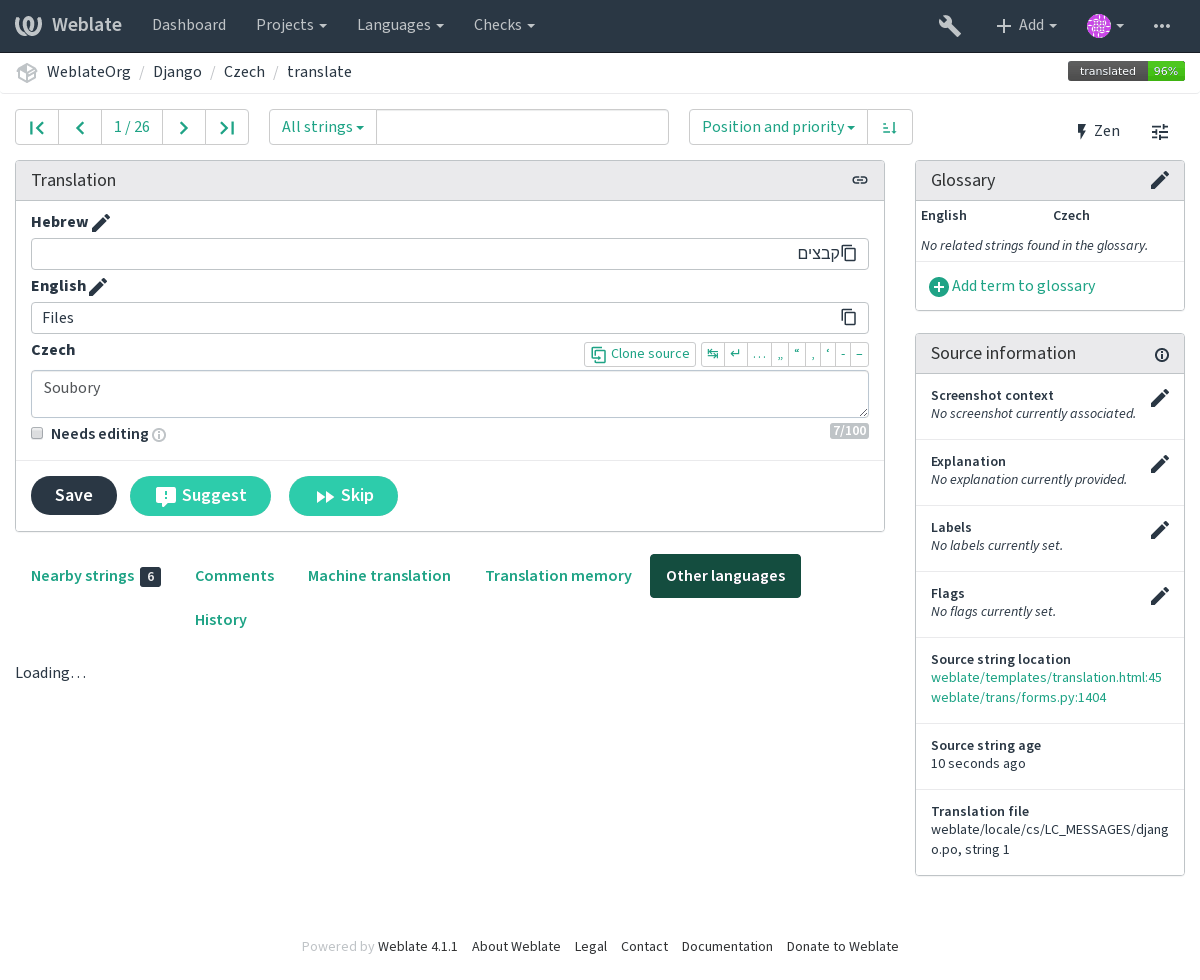 Weblate Dashboard Projects Languages Checks Add
WeblateOrg / Django / Czech / translate translated 96%
1 / 26 All strings Position and priority Zen
Translation
Hebrew
קבצים
English
Files
Czech Clone source ↹ ↵ … „ “ ‚ ‘ - –
Soubory
Needs editing 7/100
Save Suggest Skip
Nearby strings 6 Comments Machine translation Translation memory Other languages
History
Loading…
Glossary
English Czech
No related strings found in the glossary.
Add term to glossary
Source information
Screenshot context
No screenshot currently associated.
Explanation
No explanation currently provided.
Labels
No labels currently set.
Flags
No flags currently set.
Source string location
weblate/templates/translation.html:45
weblate/trans/forms.py:1404
Source string age
10 seconds ago
Translation file
weblate/locale/cs/LC_MESSAGES/djang
o.po, string 1
Powered by Weblate 4.1.1 About Weblate Legal Contact Documentation Donate to Weblate